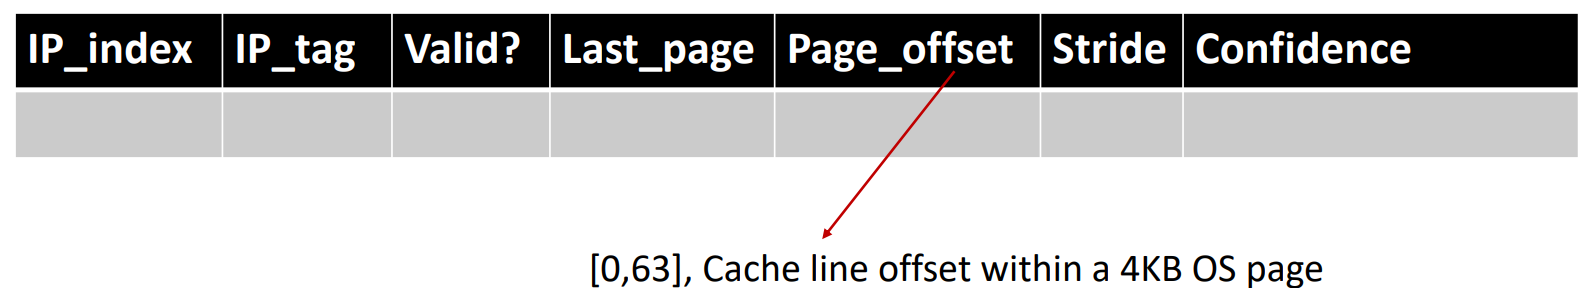 IP_index IP_tag Valid? Last_page Page_offset Stride Confidence
[0,63], Cache line offset within a 4KB OS page